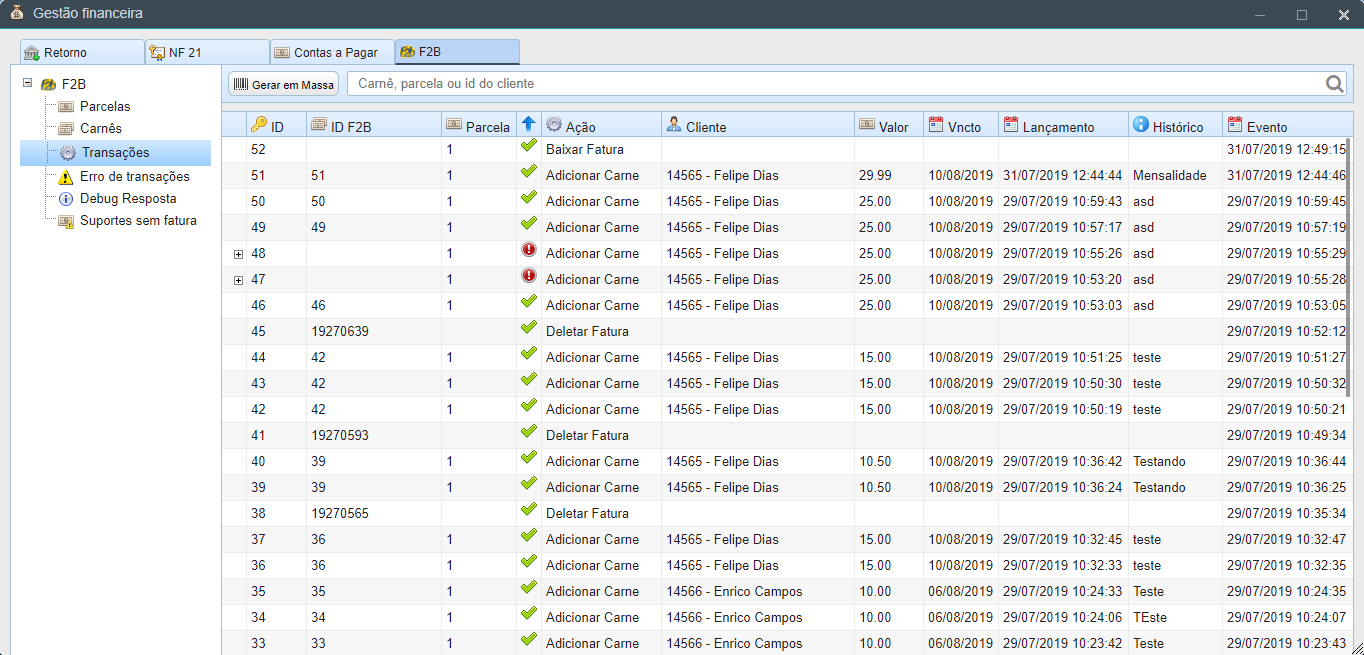 Gestão financeira
Retorno NF 21 Contas a Pagar F2B
F2B
Parcelas
Carnês
Transações
Erro de transações
Debug Resposta
Suportes sem fatura
Gerar em Massa Carnê, parcela ou id do cliente
ID ID F2B Parcela Ação Cliente Valor Vncto Lançamento Histórico Evento
52 1 Baixar Fatura 31/07/2019 12:49:15
51 51 1 Adicionar Carne 14565 - Felipe Dias 29.99 10/08/2019 31/07/2019 12:44:44 Mensalidade 31/07/2019 12:44:46
50 50 1 Adicionar Carne 14565 - Felipe Dias 25.00 10/08/2019 29/07/2019 10:59:43 asd 29/07/2019 10:59:45
49 49 1 Adicionar Carne 14565 - Felipe Dias 25.00 10/08/2019 29/07/2019 10:57:17 asd 29/07/2019 10:57:19
48 1 Adicionar Carne 14565 - Felipe Dias 25.00 10/08/2019 29/07/2019 10:55:26 asd 29/07/2019 10:55:29
47 1 Adicionar Carne 14565 - Felipe Dias 25.00 10/08/2019 29/07/2019 10:53:20 asd 29/07/2019 10:55:28
46 46 1 Adicionar Carne 14565 - Felipe Dias 25.00 10/08/2019 29/07/2019 10:53:03 asd 29/07/2019 10:53:05
45 19270639 Deletar Fatura 29/07/2019 10:52:12
44 42 1 Adicionar Carne 14565 - Felipe Dias 15.00 10/08/2019 29/07/2019 10:51:25 teste 29/07/2019 10:51:27
43 42 1 Adicionar Carne 14565 - Felipe Dias 15.00 10/08/2019 29/07/2019 10:50:30 teste 29/07/2019 10:50:32
42 42 1 Adicionar Carne 14565 - Felipe Dias 15.00 10/08/2019 29/07/2019 10:50:19 teste 29/07/2019 10:50:21
41 19270593 Deletar Fatura 29/07/2019 10:49:34
40 39 1 Adicionar Carne 14565 - Felipe Dias 10.50 10/08/2019 29/07/2019 10:36:42 Testando 29/07/2019 10:36:44
39 39 1 Adicionar Carne 14565 - Felipe Dias 10.50 10/08/2019 29/07/2019 10:36:24 Testando 29/07/2019 10:36:25
38 19270565 Deletar Fatura 29/07/2019 10:35:34
37 36 1 Adicionar Carne 14565 - Felipe Dias 15.00 10/08/2019 29/07/2019 10:32:45 teste 29/07/2019 10:32:47
36 36 1 Adicionar Carne 14565 - Felipe Dias 15.00 10/08/2019 29/07/2019 10:32:33 teste 29/07/2019 10:32:35
35 35 1 Adicionar Carne 14566 - Enrico Campos 10.00 06/08/2019 29/07/2019 10:24:33 Teste 29/07/2019 10:24:35
34 34 1 Adicionar Carne 14566 - Enrico Campos 10.00 06/08/2019 29/07/2019 10:24:06 TEste 29/07/2019 10:24:07
33 33 1 Adicionar Carne 14566 - Enrico Campos 10.00 06/08/2019 29/07/2019 10:23:42 Teste 29/07/2019 10:23:43